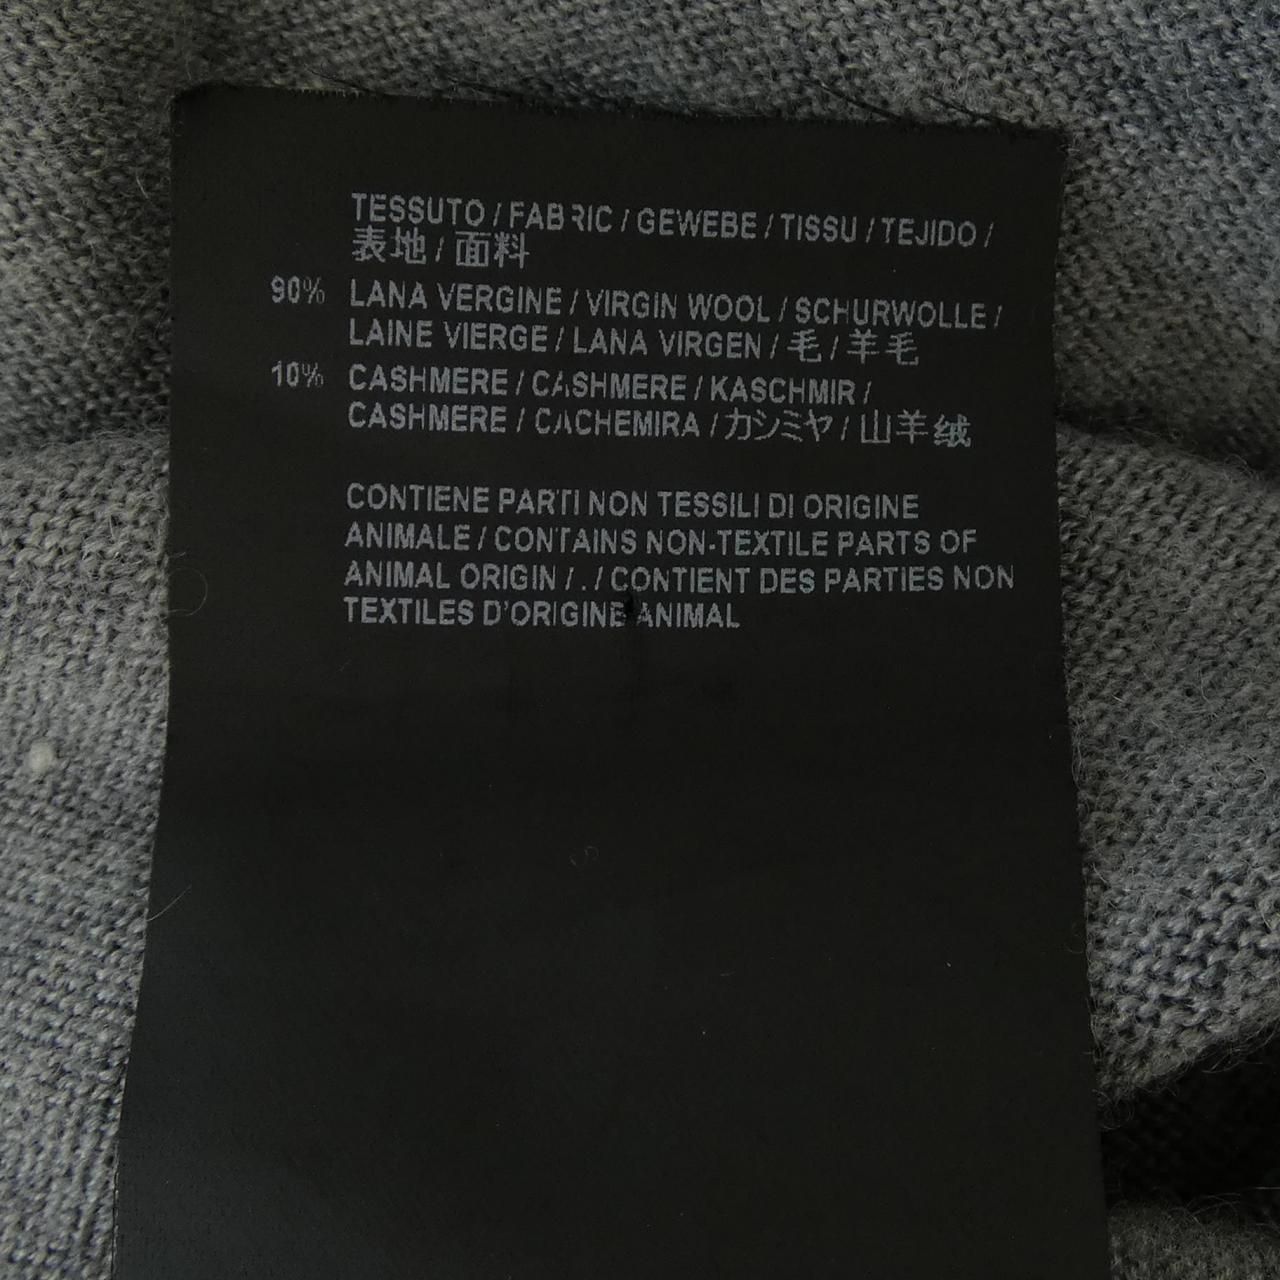 TESSUTO / FABRIC / GEWEBE / TISSU / TEJIDO /
表地 / 面料
90% LANA VERGINE / VIRGIN WOOL / SCHURWOLLE /
LAINE VIERGE / LANA VIRGEN / 毛 / 羊毛
10% CASHMERE / CASHMERE / KASCHMIR /
CASHMERE / CACHEMIRA / カシミヤ / 山羊绒
CONTIENE PARTI NON TESSILI DI ORIGINE
ANIMALE / CONTAINS NON-TEXTILE PARTS OF
ANIMAL ORIGIN / . / CONTIENT DES PARTIES NON
TEXTILES D'ORIGINE ANIMAL